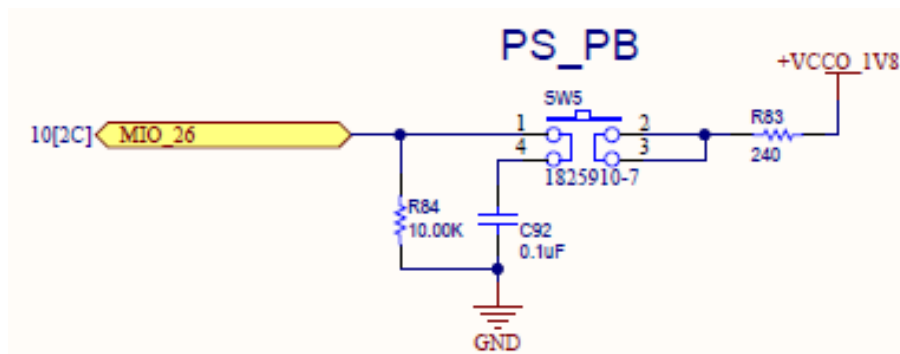 PS_PB
+VCCO_1V8
SW5
R83
10[2C]
MIO_26
1
2
4
3
240
1825910-7
R84
10.00K
C92
0.1uF
GND